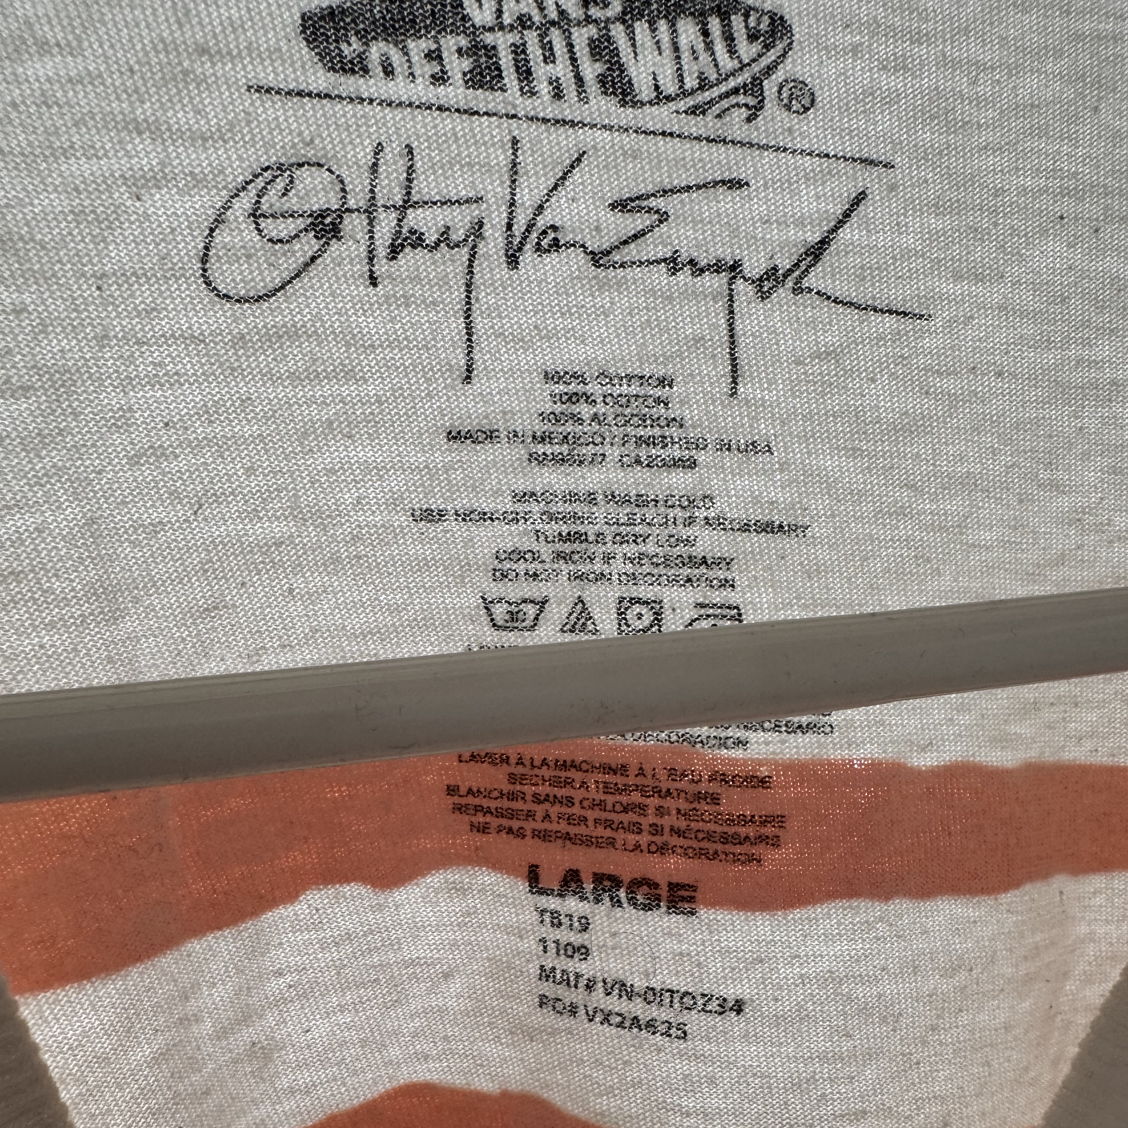 VANS
"OFF THE WALL"
®
100% COTTON
100% COTON
100% ALGODON
MADE IN MEXICO / FINISHED IN USA
MACHINE WASH COLD
USE NON-CHLORINE BLEACH IF NECESSARY
TUMBLE DRY LOW
COOL IRON IF NECESSARY
DO NOT IRON DECORATION
30
NECESARIO
DECORACION
LAVER À LA MACHINE À L'EAU FROIDE
SECHER A TEMPERATURE
BLANCHIR SANS CHLORE SI NÉCESSAIRE
REPASSER À FER FRAIS SI NÉCESSAIRE
NE PAS REPASSER LA DÉCORATION
LARGE
TB19
1109
MAT# VN-0ITOZ34
PO# VX2A625